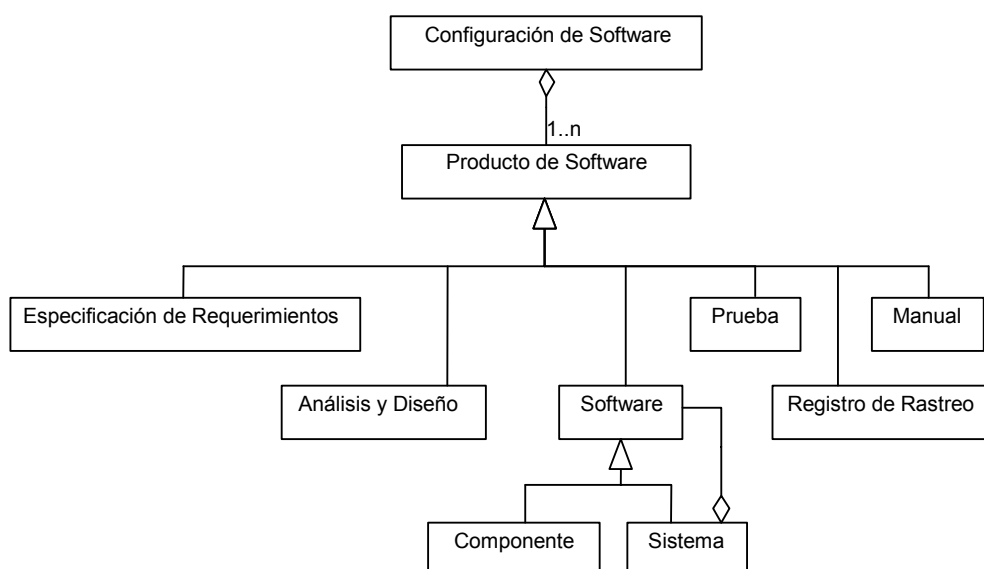 Configuración de Software
1..n
Producto de Software
Especificación de Requerimientos
Prueba
Manual
Análisis y Diseño
Software
Registro de Rastreo
Componente
Sistema